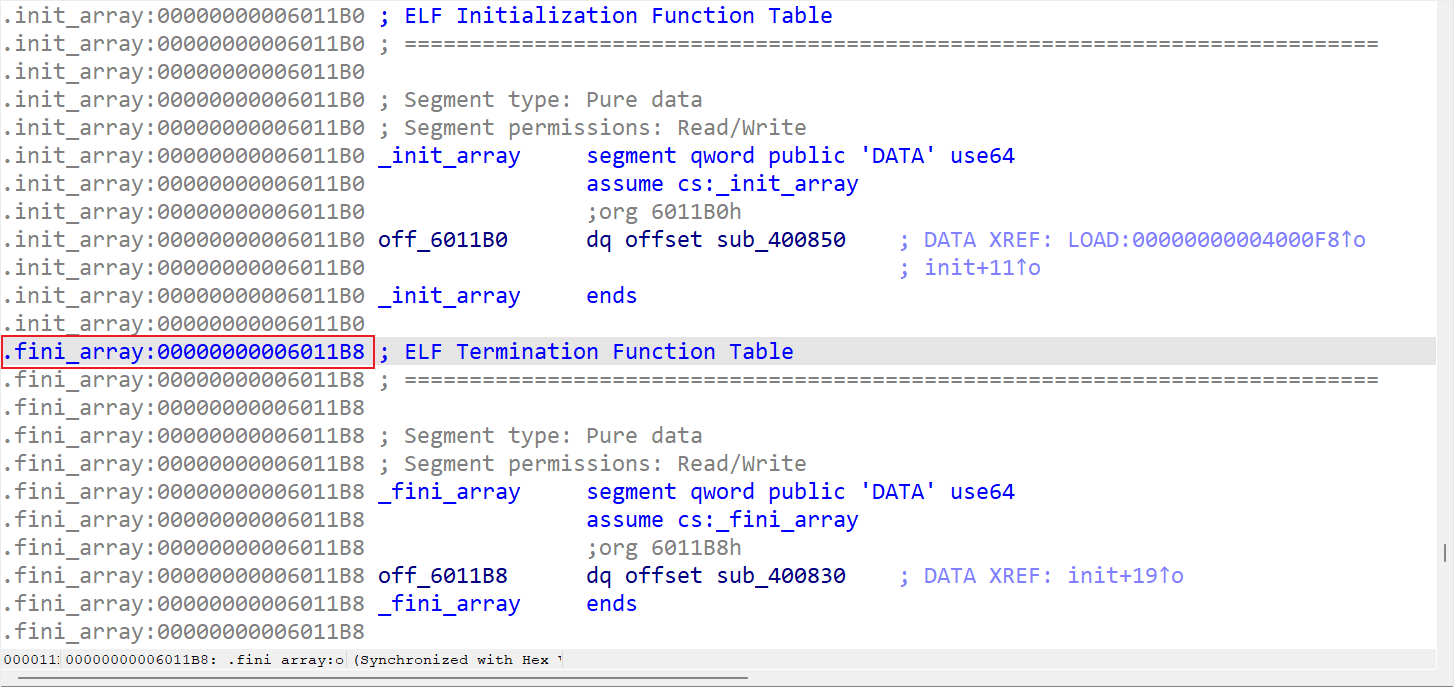 .init_array:00000000006011B0 ; ELF Initialization Function Table
.init_array:00000000006011B0 ; ===========================================================================
.init_array:00000000006011B0
.init_array:00000000006011B0 ; Segment type: Pure data
.init_array:00000000006011B0 ; Segment permissions: Read/Write
.init_array:00000000006011B0 _init_array     segment qword public 'DATA' use64
.init_array:00000000006011B0                 assume cs:_init_array
.init_array:00000000006011B0                 ;org 6011B0h
.init_array:00000000006011B0 off_6011B0      dq offset sub_400850    ; DATA XREF: LOAD:00000000004000F8↑o
.init_array:00000000006011B0                                         ; init+11↑o
.init_array:00000000006011B0 _init_array     ends
.init_array:00000000006011B0
.fini_array:00000000006011B8 ; ELF Termination Function Table
.fini_array:00000000006011B8 ; ===========================================================================
.fini_array:00000000006011B8
.fini_array:00000000006011B8 ; Segment type: Pure data
.fini_array:00000000006011B8 ; Segment permissions: Read/Write
.fini_array:00000000006011B8 _fini_array     segment qword public 'DATA' use64
.fini_array:00000000006011B8                 assume cs:_fini_array
.fini_array:00000000006011B8                 ;org 6011B8h
.fini_array:00000000006011B8 off_6011B8      dq offset sub_400830    ; DATA XREF: init+19↑o
.fini_array:00000000006011B8 _fini_array     ends
.fini_array:00000000006011B8
000011 00000000006011B8: .fini array:o (Synchronized with Hex